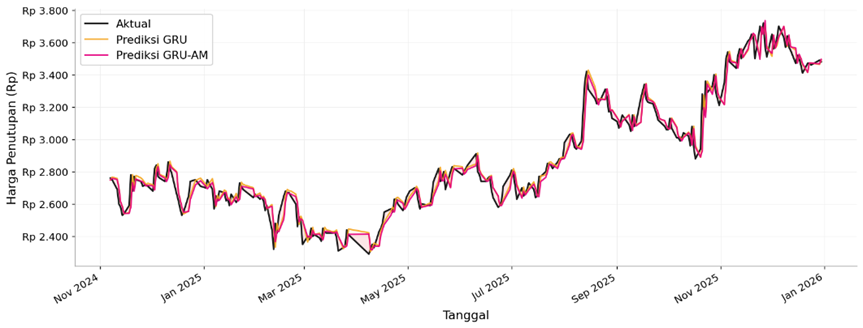 Rp 3.800
Aktual
Prediksi GRU
Prediksi GRU-AM
Rp 3.600
Rp 3.400
Rp 3.200
Rp 3.000
Rp 2.800
Rp 2.600
Rp 2.400
Harga Penutupan (Rp)
Nov 2024
Jan 2025
Mar 2025
May 2025
Jul 2025
Sep 2025
Nov 2025
Jan 2026
Tanggal